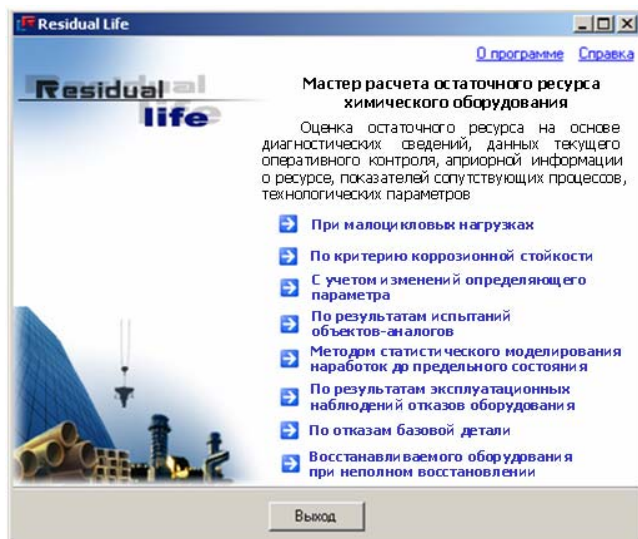 Residual Life
О программе Справка
Residual
life
Мастер расчета остаточного ресурса
химического оборудования
Оценка остаточного ресурса на основе
диагностических сведений, данных текущего
оперативного контроля, априорной информации
о ресурсе, показателей сопутствующих процессов,
технологических параметров
При малоцикловых нагрузках
По критерию коррозионной стойкости
С учетом изменений определяющего
параметра
По результатам испытаний
объектов-аналогов
Методом статистического моделирования
наработок до предельного состояния
По результатам эксплуатационных
наблюдений отказов оборудования
По отказам базовой детали
Восстанавливаемого оборудования
при неполном восстановлении
Выход